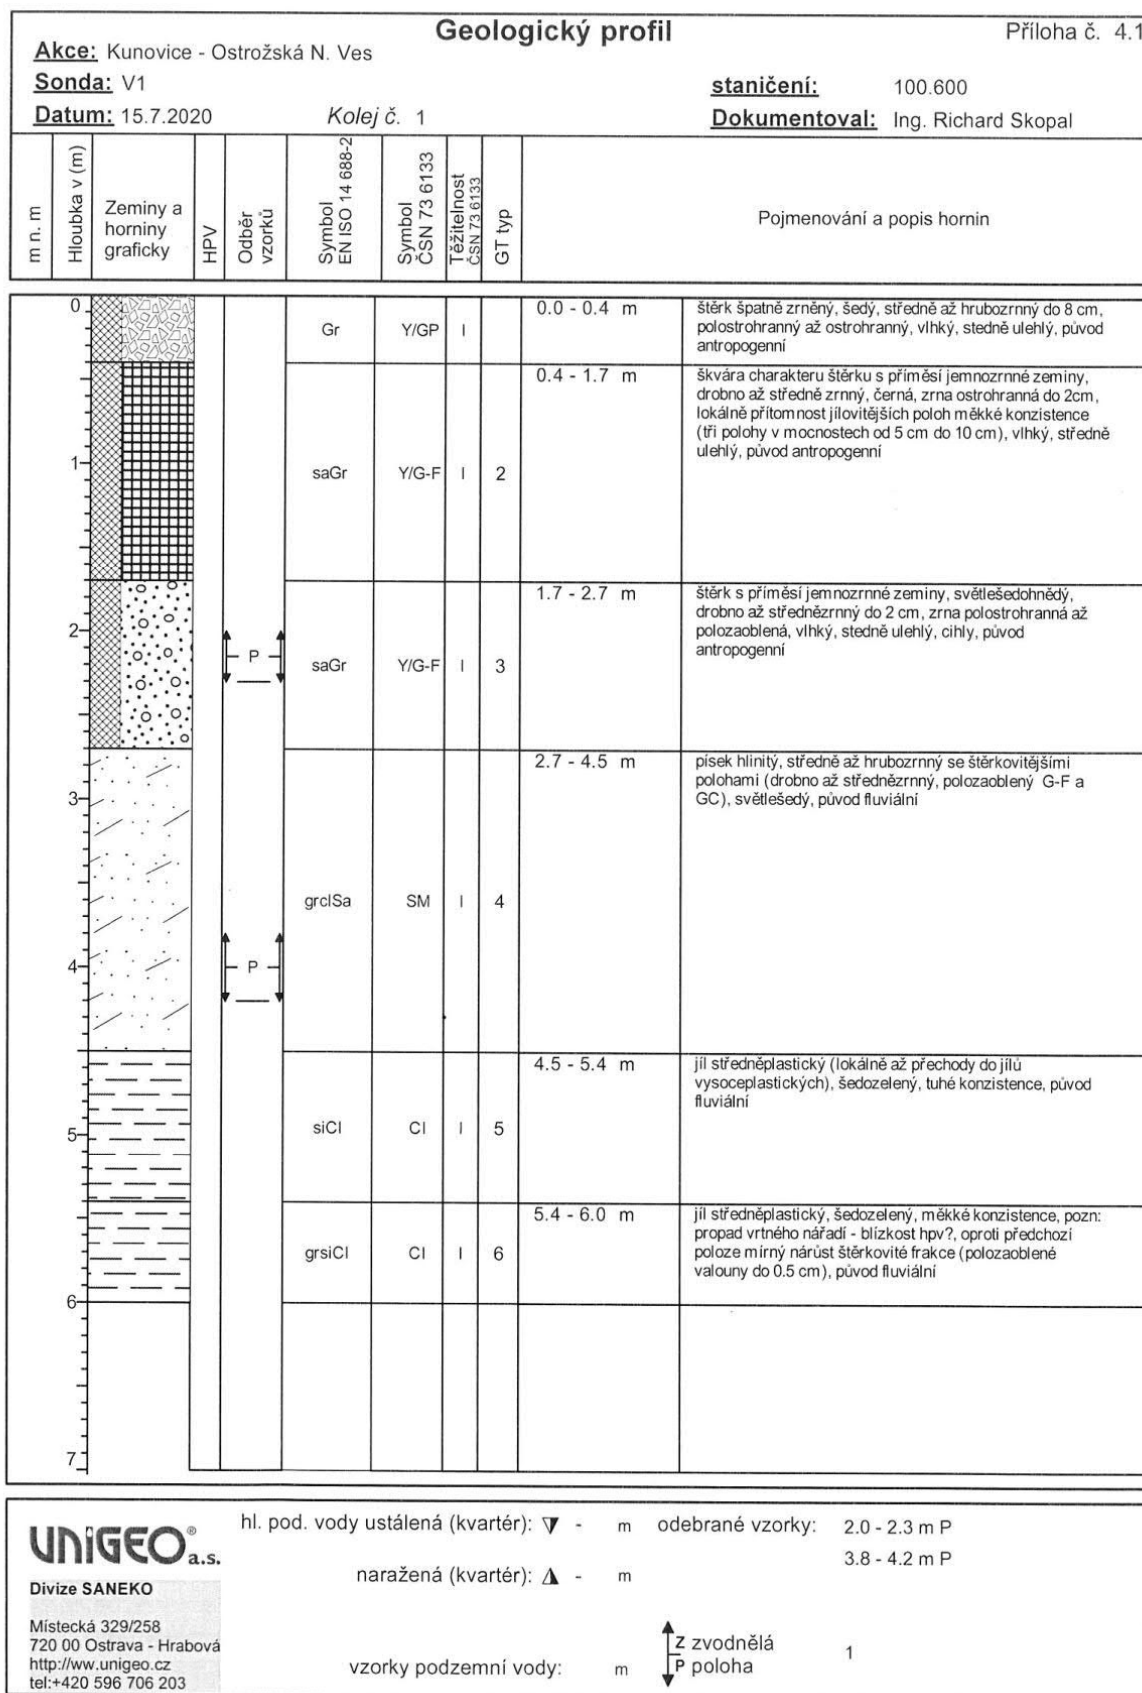 Geologický profil
Příloha č. 4.1
Akce: Kunovice - Ostrožská N. Ves
Sonda: V1
staničení: 100.600
Datum: 15.7.2020
Kolej č. 1
Dokumentoval: Ing. Richard Skopal
m n. m
Hloubka v (m)
Zeminy a
horniny
graficky
HPV
Odběr
vzorků
Symbol
EN ISO 14 688-2
Symbol
ČSN 73 6133
Těžitelnost
ČSN 73 6133
GT typ
Pojmenování a popis hornin
0
Gr Y/GP I
0.0 - 0.4 m
štěrk špatně zrněný, šedý, středně až hrubozrnný do 8 cm,
polostrohranný až ostrohranný, vlhký, stedně ulehlý, původ
antropogenní
0.4 - 1.7 m
škvára charakteru štěrku s příměsí jemnozrnné zeminy,
drobno až středně zrnný, černá, zrna ostrohranná do 2cm,
lokálně přítomnost jílovitějších poloh měkké konzistence
(tři polohy v mocnostech od 5 cm do 10 cm), vlhký, středně
ulehlý, původ antropogenní
1
saGr Y/G-F I 2
1.7 - 2.7 m
štěrk s příměsí jemnozrnné zeminy, světlešedohnědý,
drobno až střednězrnný do 2 cm, zrna polostrohranná až
polozaoblená, vlhký, stedně ulehlý, cihly, původ
antropogenní
2
P
saGr Y/G-F I 3
2.7 - 4.5 m
písek hlinitý, středně až hrubozrnný se štěrkovitějšími
polohami (drobno až střednězrnný, polozaoblený G-F a
GC), světlešedý, původ fluviální
3
grclSa SM I 4
4
P
4.5 - 5.4 m
jíl středněplastický (lokálně až přechody do jílů
vysoceplastických), šedozelený, tuhé konzistence, původ
fluviální
5
siCl CI I 5
5.4 - 6.0 m
jíl středněplastický, šedozelený, měkké konzistence, pozn:
propad vrtného nářadí - blízkost hpv?, oproti předchozí
poloze mírný nárůst štěrkovité frakce (polozaoblené
valouny do 0.5 cm), původ fluviální
grsiCl CI I 6
6
7
UNIGEO® a.s.
Divize SANEKO
Místecká 329/258
720 00 Ostrava - Hrabová
http://ww.unigeo.cz
tel:+420 596 706 203
hl. pod. vody ustálená (kvartér): - m
naražená (kvartér): - m
vzorky podzemní vody: m
odebrané vzorky: 2.0 - 2.3 m P
3.8 - 4.2 m P
Z zvodnělá
P poloha
1